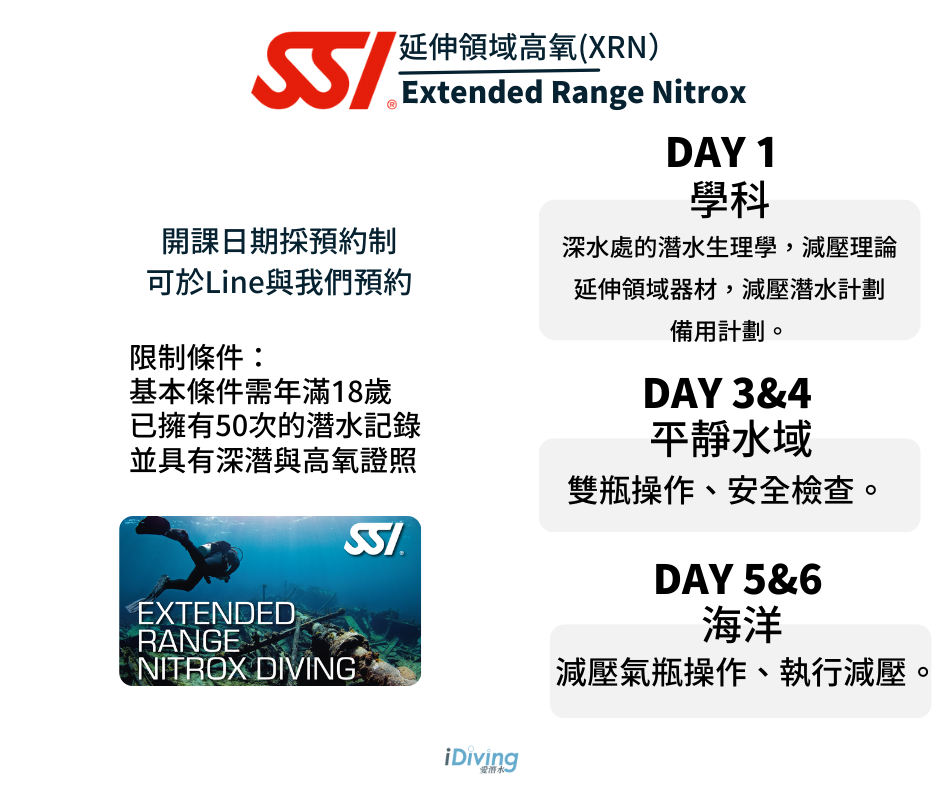 SSI®
延伸領域高氧(XRN）
Extended Range Nitrox
開課日期採預約制
可於Line與我們預約
限制條件：
基本條件需年滿18歲
已擁有50次的潛水記錄
並具有深潛與高氧證照
SSI®
EXTENDED
RANGE
NITROX DIVING
DAY 1
學科
深水處的潛水生理學，減壓理論
延伸領域器材，減壓潛水計劃
備用計劃。
DAY 3&4
平靜水域
雙瓶操作、安全檢查。
DAY 5&6
海洋
減壓氣瓶操作、執行減壓。
iDiving
愛潛水